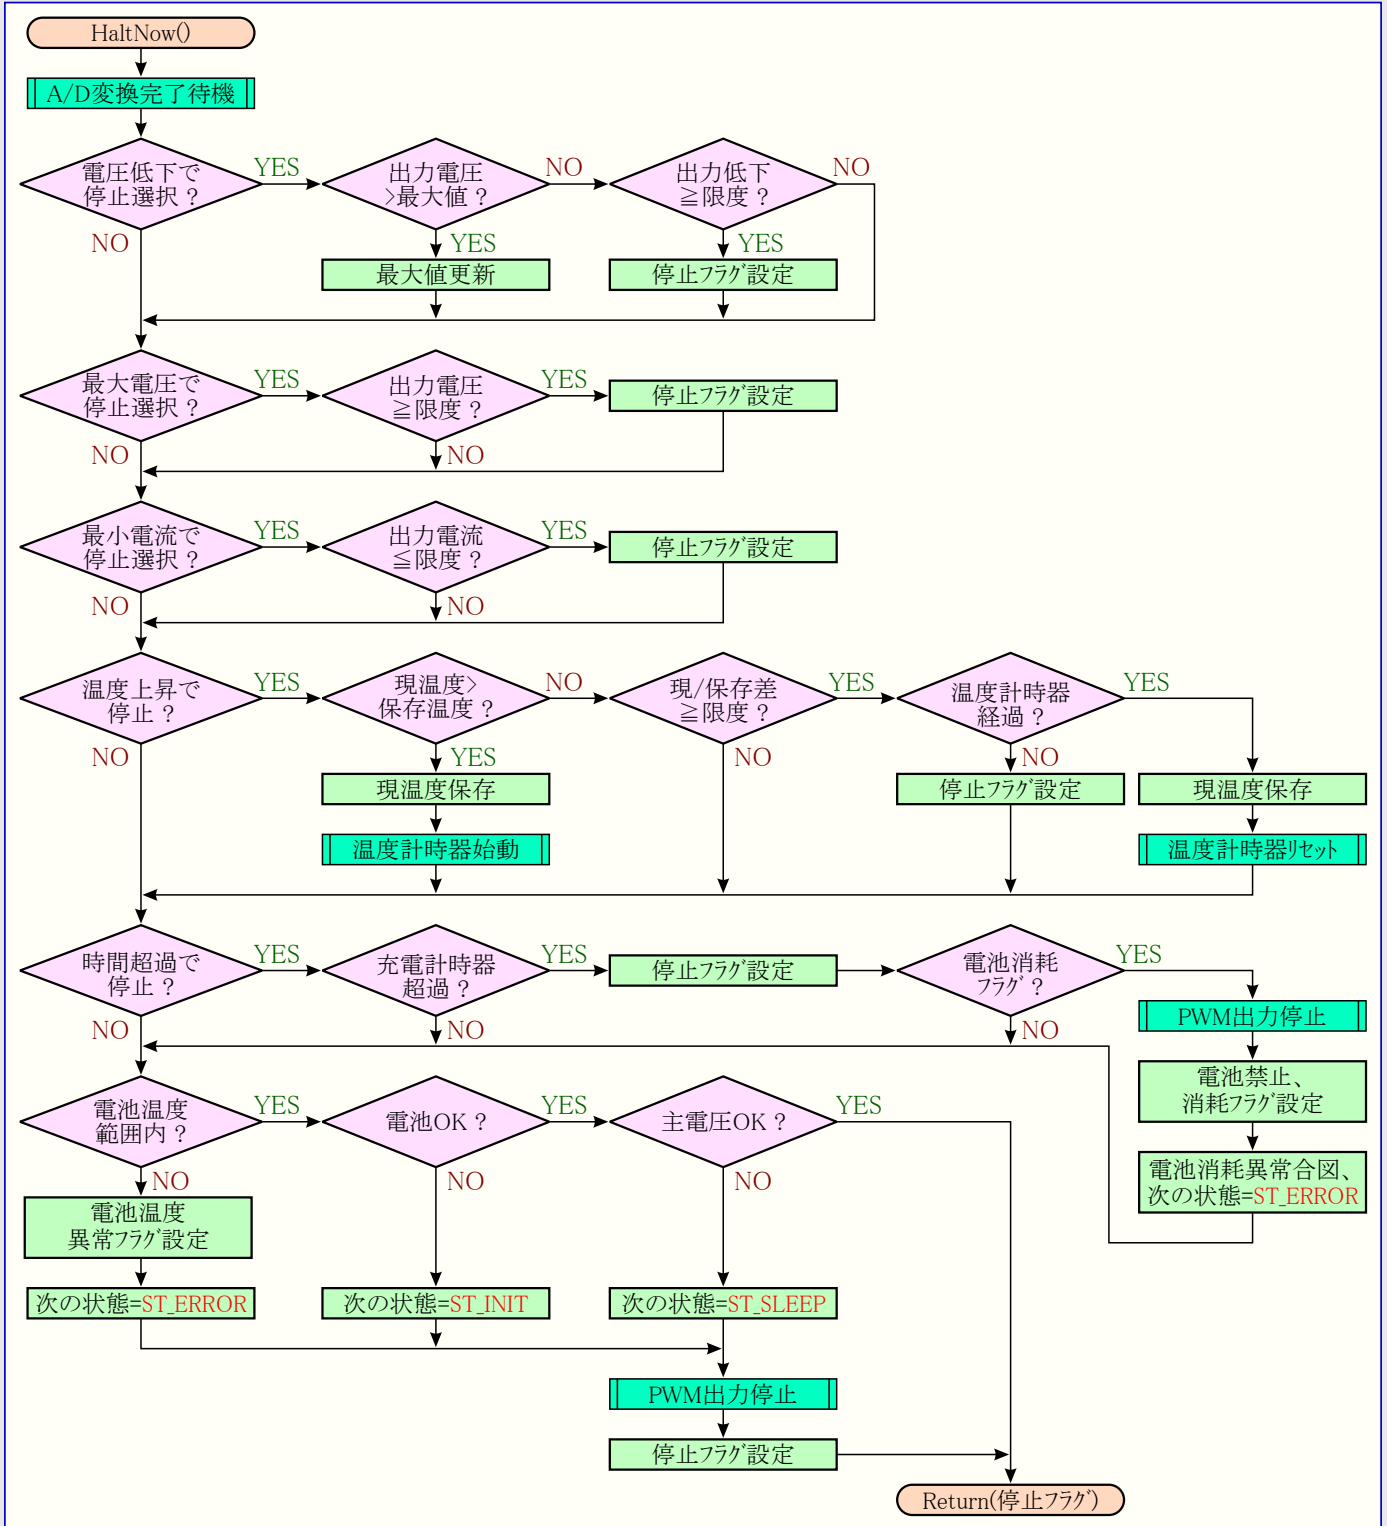 HaltNow()
A/D変換完了待機
電圧低下で
停止選択？
YES
NO
出力電圧
>最大値？
NO
YES
出力低下
≧限度？
NO
YES
最大値更新
停止ﾌﾗｸﾞ設定
最大電圧で
停止選択？
YES
NO
出力電圧
≧限度？
YES
NO
停止ﾌﾗｸﾞ設定
最小電流で
停止選択？
YES
NO
出力電流
≦限度？
YES
NO
停止ﾌﾗｸﾞ設定
温度上昇で
停止？
YES
NO
現温度>
保存温度？
NO
YES
現/保存差
≧限度？
YES
NO
温度計時器
経過？
YES
NO
現温度保存
停止ﾌﾗｸﾞ設定
現温度保存
温度計時器始動
温度計時器ﾘｾｯﾄ
時間超過で
停止？
YES
NO
充電計時器
超過？
YES
NO
停止ﾌﾗｸﾞ設定
電池消耗
ﾌﾗｸﾞ？
YES
NO
PWM出力停止
電池禁止、
消耗ﾌﾗｸﾞ設定
電池消耗異常合図、
次の状態=ST_ERROR
電池温度
範囲内？
YES
NO
電池OK？
YES
NO
主電圧OK？
YES
NO
電池温度
異常ﾌﾗｸﾞ設定
次の状態=ST_ERROR
次の状態=ST_INIT
次の状態=ST_SLEEP
PWM出力停止
停止ﾌﾗｸﾞ設定
Return(停止ﾌﾗｸﾞ)